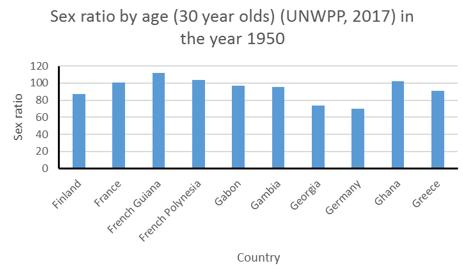 Sex ratio by age (30 year olds) (UNWPP, 2017) in
the year 1950
120
100
80
60
40
20
0
Sex ratio
Finland
France
French Guiana
French Polynesia
Gabon
Gambia
Georgia
Germany
Ghana
Greece
Country